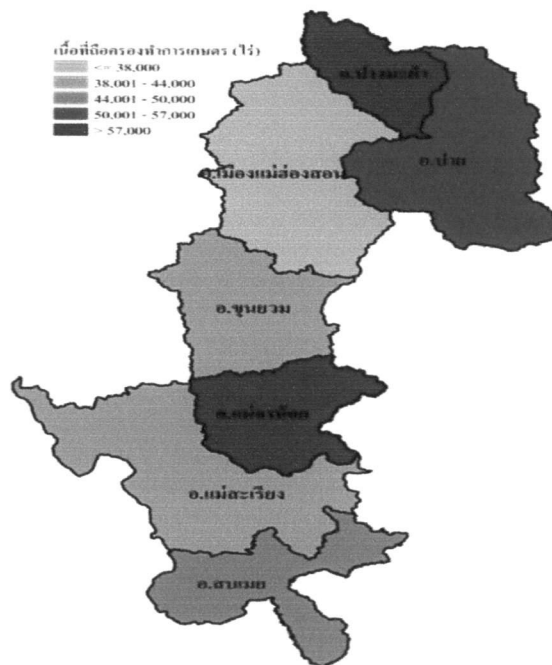 เนื้อที่ถือครองทำการเกษตร (ไร่)
<= 38,000
38,001 - 44,000
44,001 - 50,000
50,001 - 57,000
> 57,000
อ.ปางมะผ้า
อ.ปาย
อ.เมืองแม่ฮ่องสอน
อ.ขุนยวม
อ.แม่ลาน้อย
อ.แม่สะเรียง
อ.สบเมย